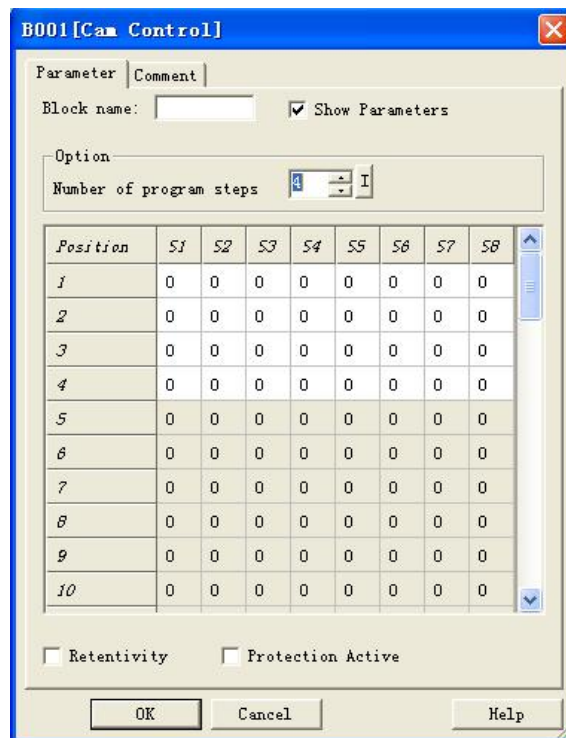 B001[Cam Control]
Parameter Comment
Block name: Show Parameters
Option
Number of program steps 4 I
Position S1 S2 S3 S4 S5 S6 S7 S8
1 0 0 0 0 0 0 0 0
2 0 0 0 0 0 0 0 0
3 0 0 0 0 0 0 0 0
4 0 0 0 0 0 0 0 0
5 0 0 0 0 0 0 0 0
6 0 0 0 0 0 0 0 0
7 0 0 0 0 0 0 0 0
8 0 0 0 0 0 0 0 0
9 0 0 0 0 0 0 0 0
10 0 0 0 0 0 0 0 0
Retentivity Protection Active
OK Cancel Help